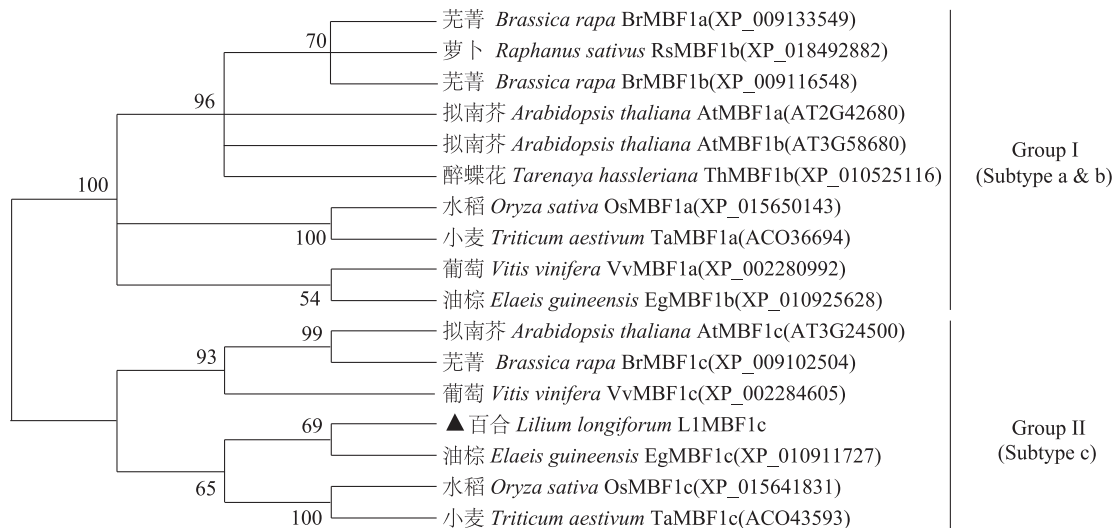 芜菁 Brassica rapa BrMBF1a(XP_009133549)
70
萝卜 Raphanus sativus RsMBF1b(XP_018492882)
芜菁 Brassica rapa BrMBF1b(XP_009116548)
96
拟南芥 Arabidopsis thaliana AtMBF1a(AT2G42680)
拟南芥 Arabidopsis thaliana AtMBF1b(AT3G58680)
Group I
(Subtype a & b)
100
醉蝶花 Tarenaya hassleriana ThMBF1b(XP_010525116)
水稻 Oryza sativa OsMBF1a(XP_015650143)
100
小麦 Triticum aestivum TaMBF1a(ACO36694)
葡萄 Vitis vinifera VvMBF1a(XP_002280992)
54
油棕 Elaeis guineensis EgMBF1b(XP_010925628)
99
拟南芥 Arabidopsis thaliana AtMBF1c(AT3G24500)
93
芜菁 Brassica rapa BrMBF1c(XP_009102504)
葡萄 Vitis vinifera VvMBF1c(XP_002284605)
69
▲百合 Lilium longiforum L1MBF1c
Group II
(Subtype c)
油棕 Elaeis guineensis EgMBF1c(XP_010911727)
65
水稻 Oryza sativa OsMBF1c(XP_015641831)
100
小麦 Triticum aestivum TaMBF1c(ACO43593)